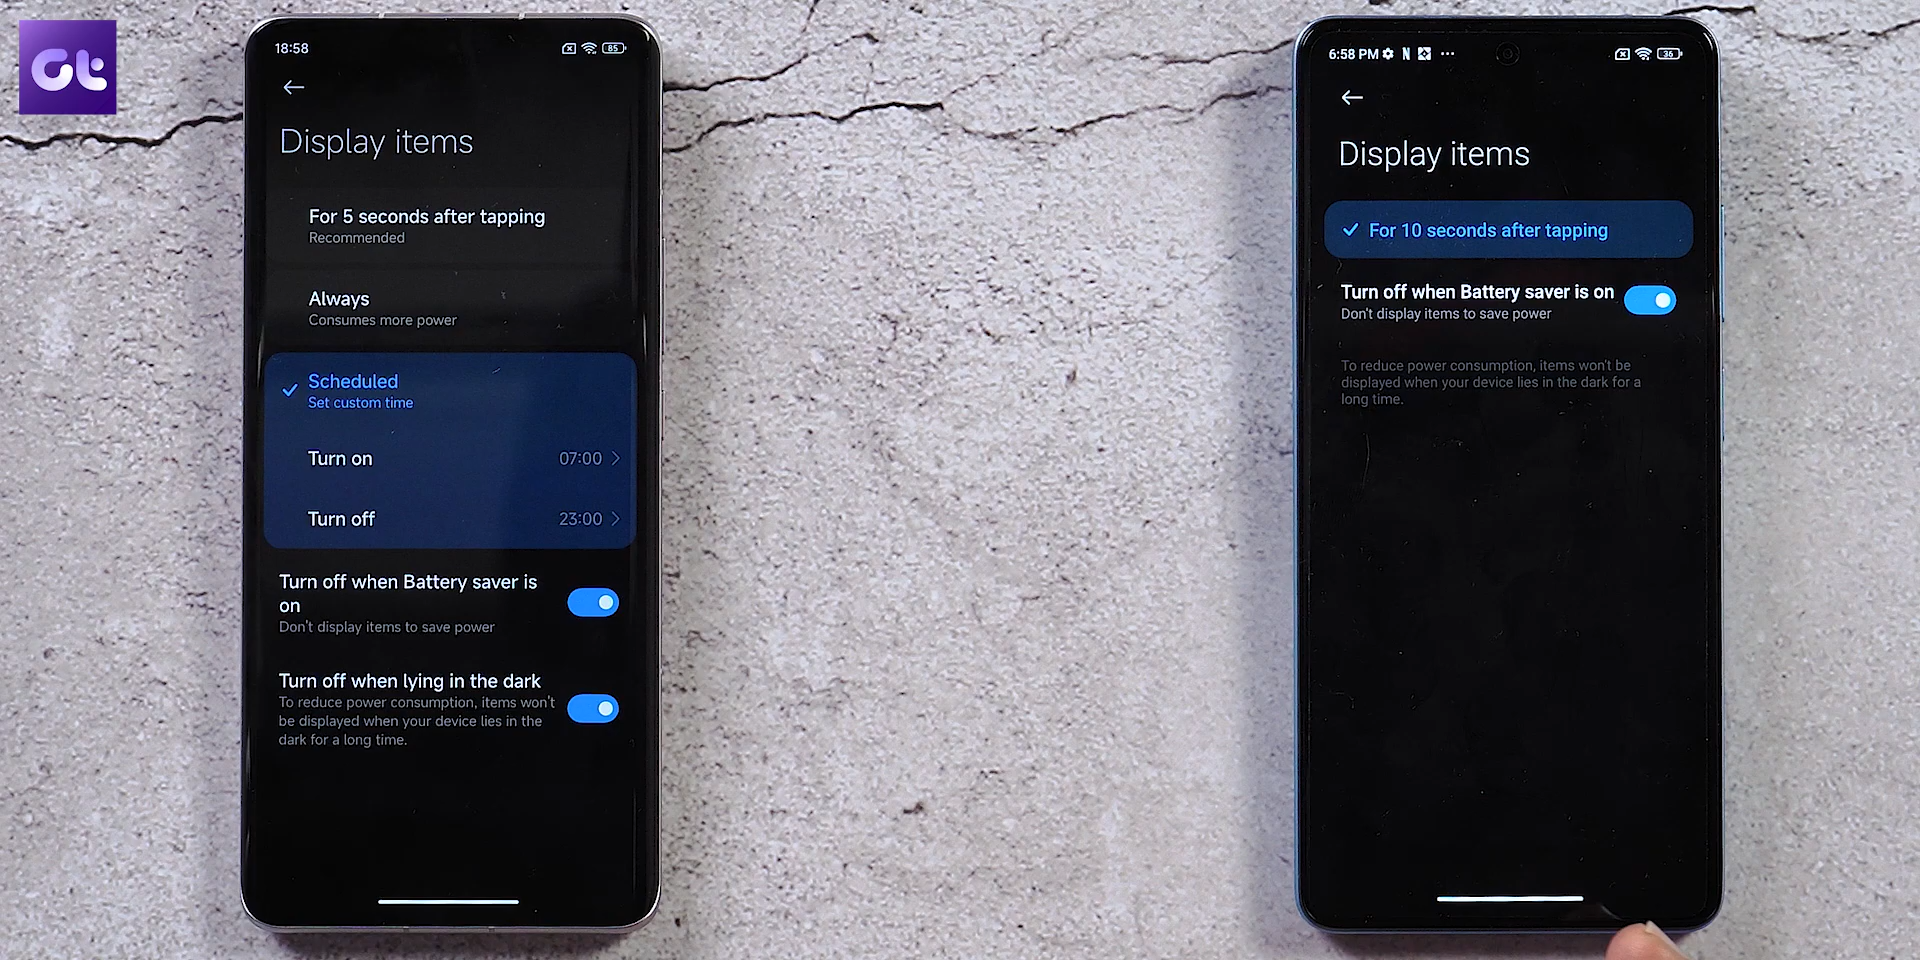 Gt
18:58
85
Display items
For 5 seconds after tapping
Recommended
Always
Consumes more power
Scheduled
Set custom time
Turn on 07:00
Turn off 23:00
Turn off when Battery saver is
on
Don't display items to save power
Turn off when lying in the dark
To reduce power consumption, items won't
be displayed when your device lies in the
dark for a long time.
6:58 PM
36
Display items
For 10 seconds after tapping
Turn off when Battery saver is on
Don't display items to save power
To reduce power consumption, items won't be
displayed when your device lies in the dark for a
long time.